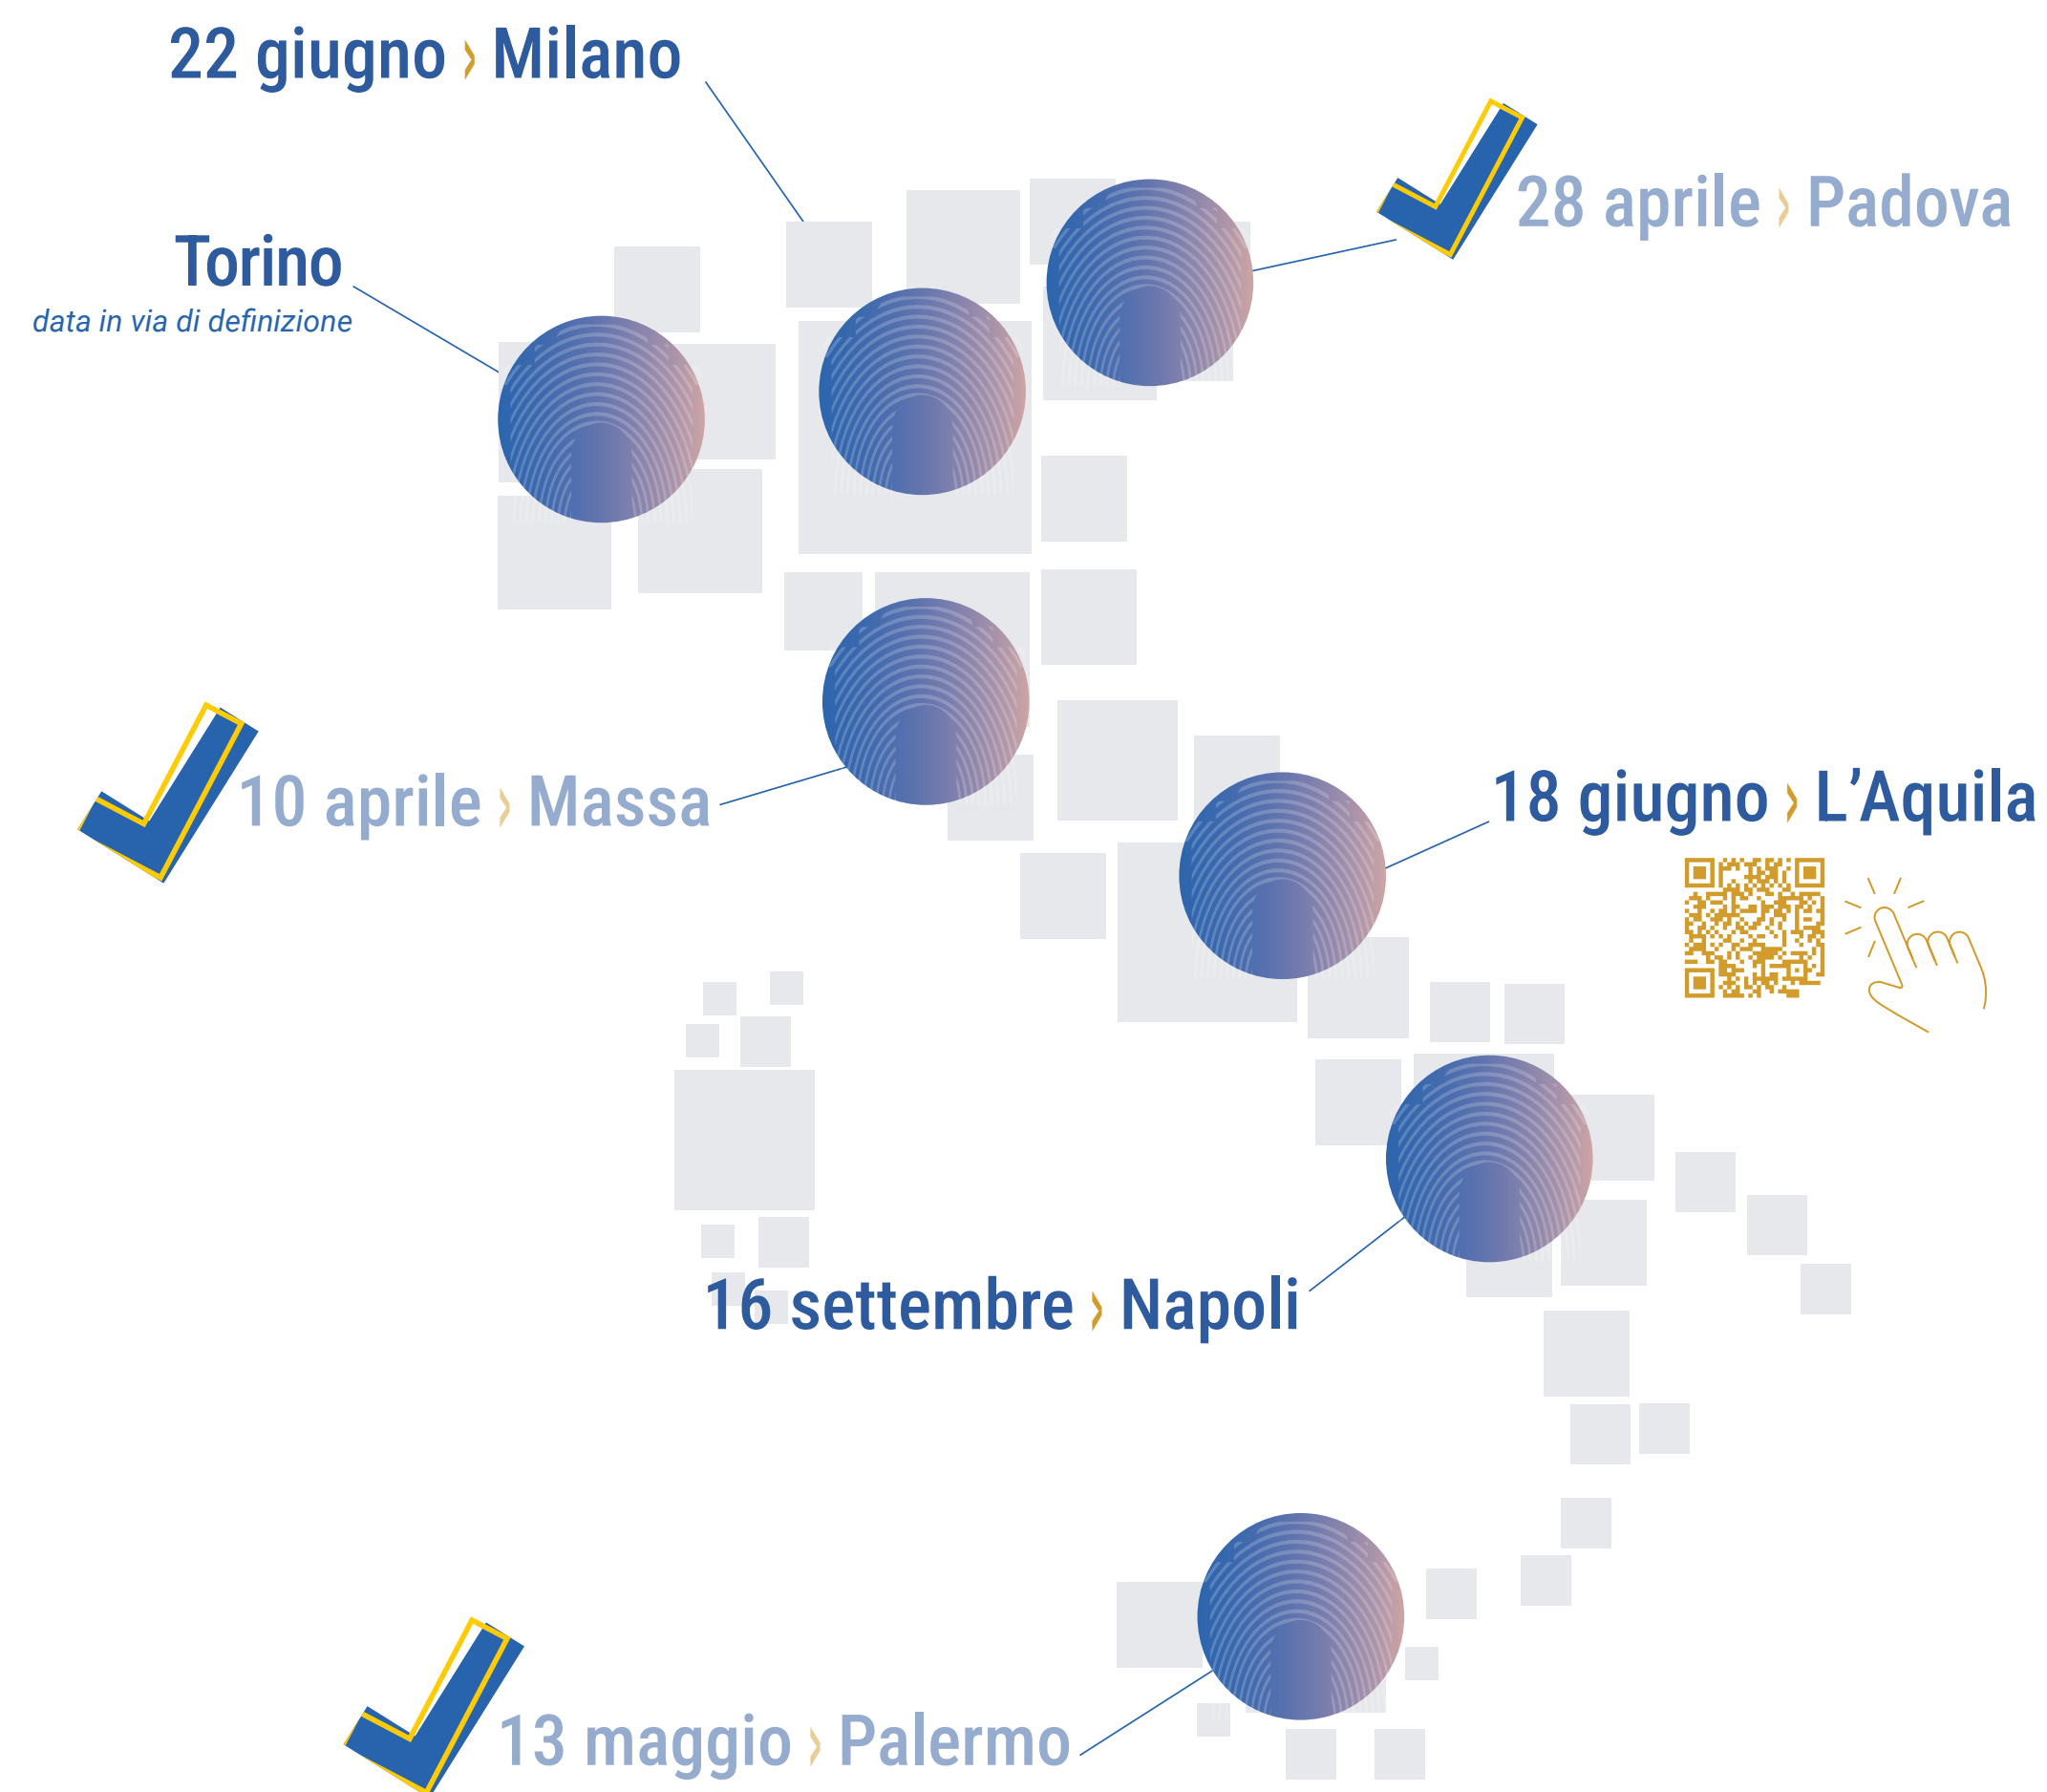 22 giugno › Milano
28 aprile › Padova
Torino
data in via di definizione
10 aprile › Massa
18 giugno › L’Aquila
16 settembre › Napoli
13 maggio › Palermo